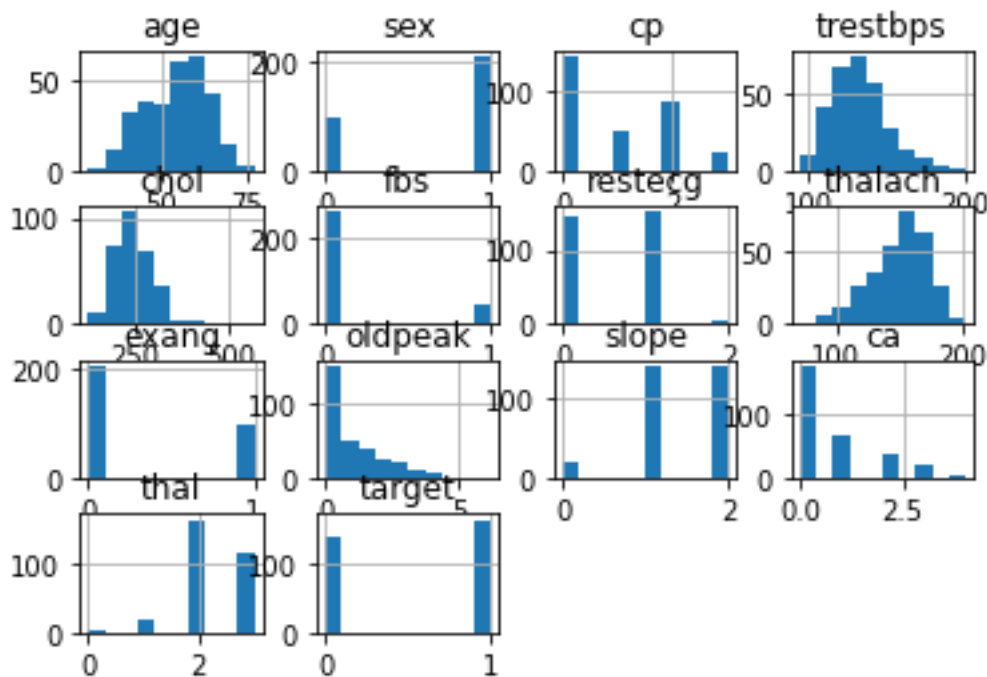 age sex cp trestbps
50 200 100 50
0 0 0 0
50 75 0 1 0 2 100 200
chol fbs restecg thalach
100 200 100 50
0 0 0 0
250 500 0 1 0 2 100 200
exang oldpeak slope ca
200 100 100 100
0 0 0 0
0 1 0 5 0 2 0.0 2.5
thal target
100 100
0 0
0 2 0 1